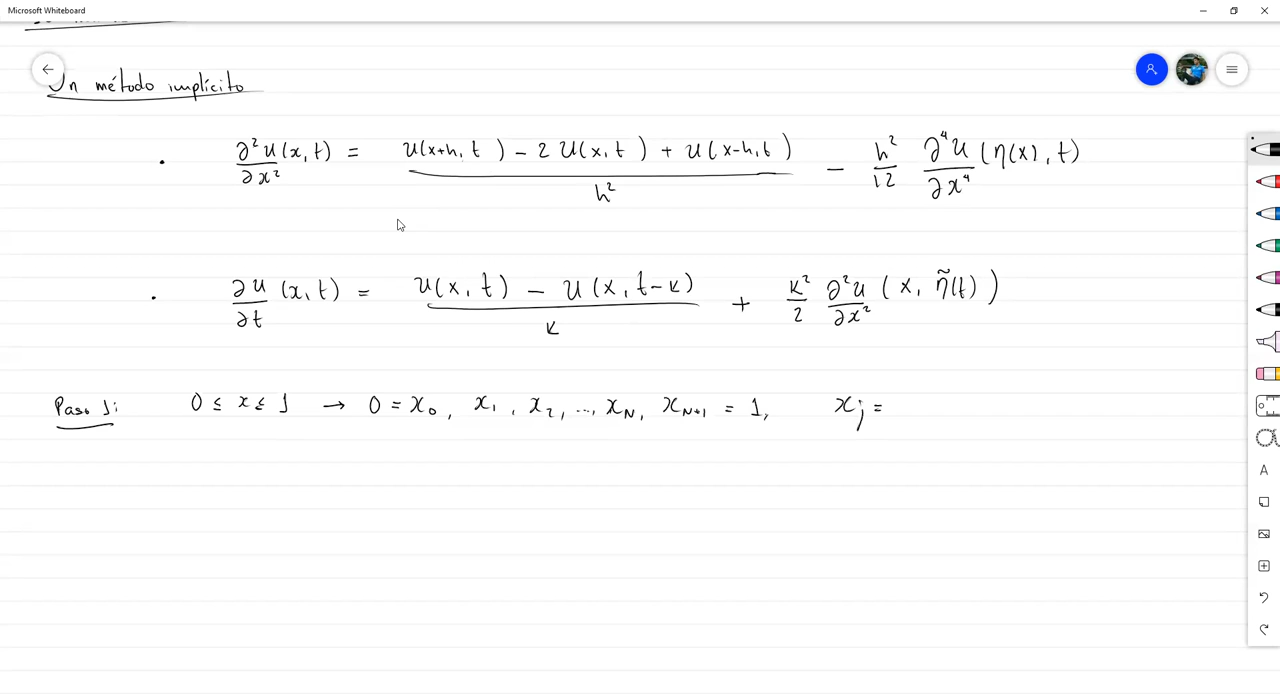 Microsoft Whiteboard
Un método implícito
• ∂²u(x,t)/∂x² = (u(x+h,t) − 2u(x,t) + u(x−h,t))/h² − h²/12 ∂⁴u/∂x⁴ (η(x),t)
• ∂u/∂t (x,t) = (u(x,t) − u(x,t−k))/k + k²/2 ∂²u/∂x² (x, η̃(t))
Paso 1: 0 ≤ x ≤ 1 → 0 = x₀, x₁, x₂, ..., x_N, x_{N+1} = 1, x_j =
A